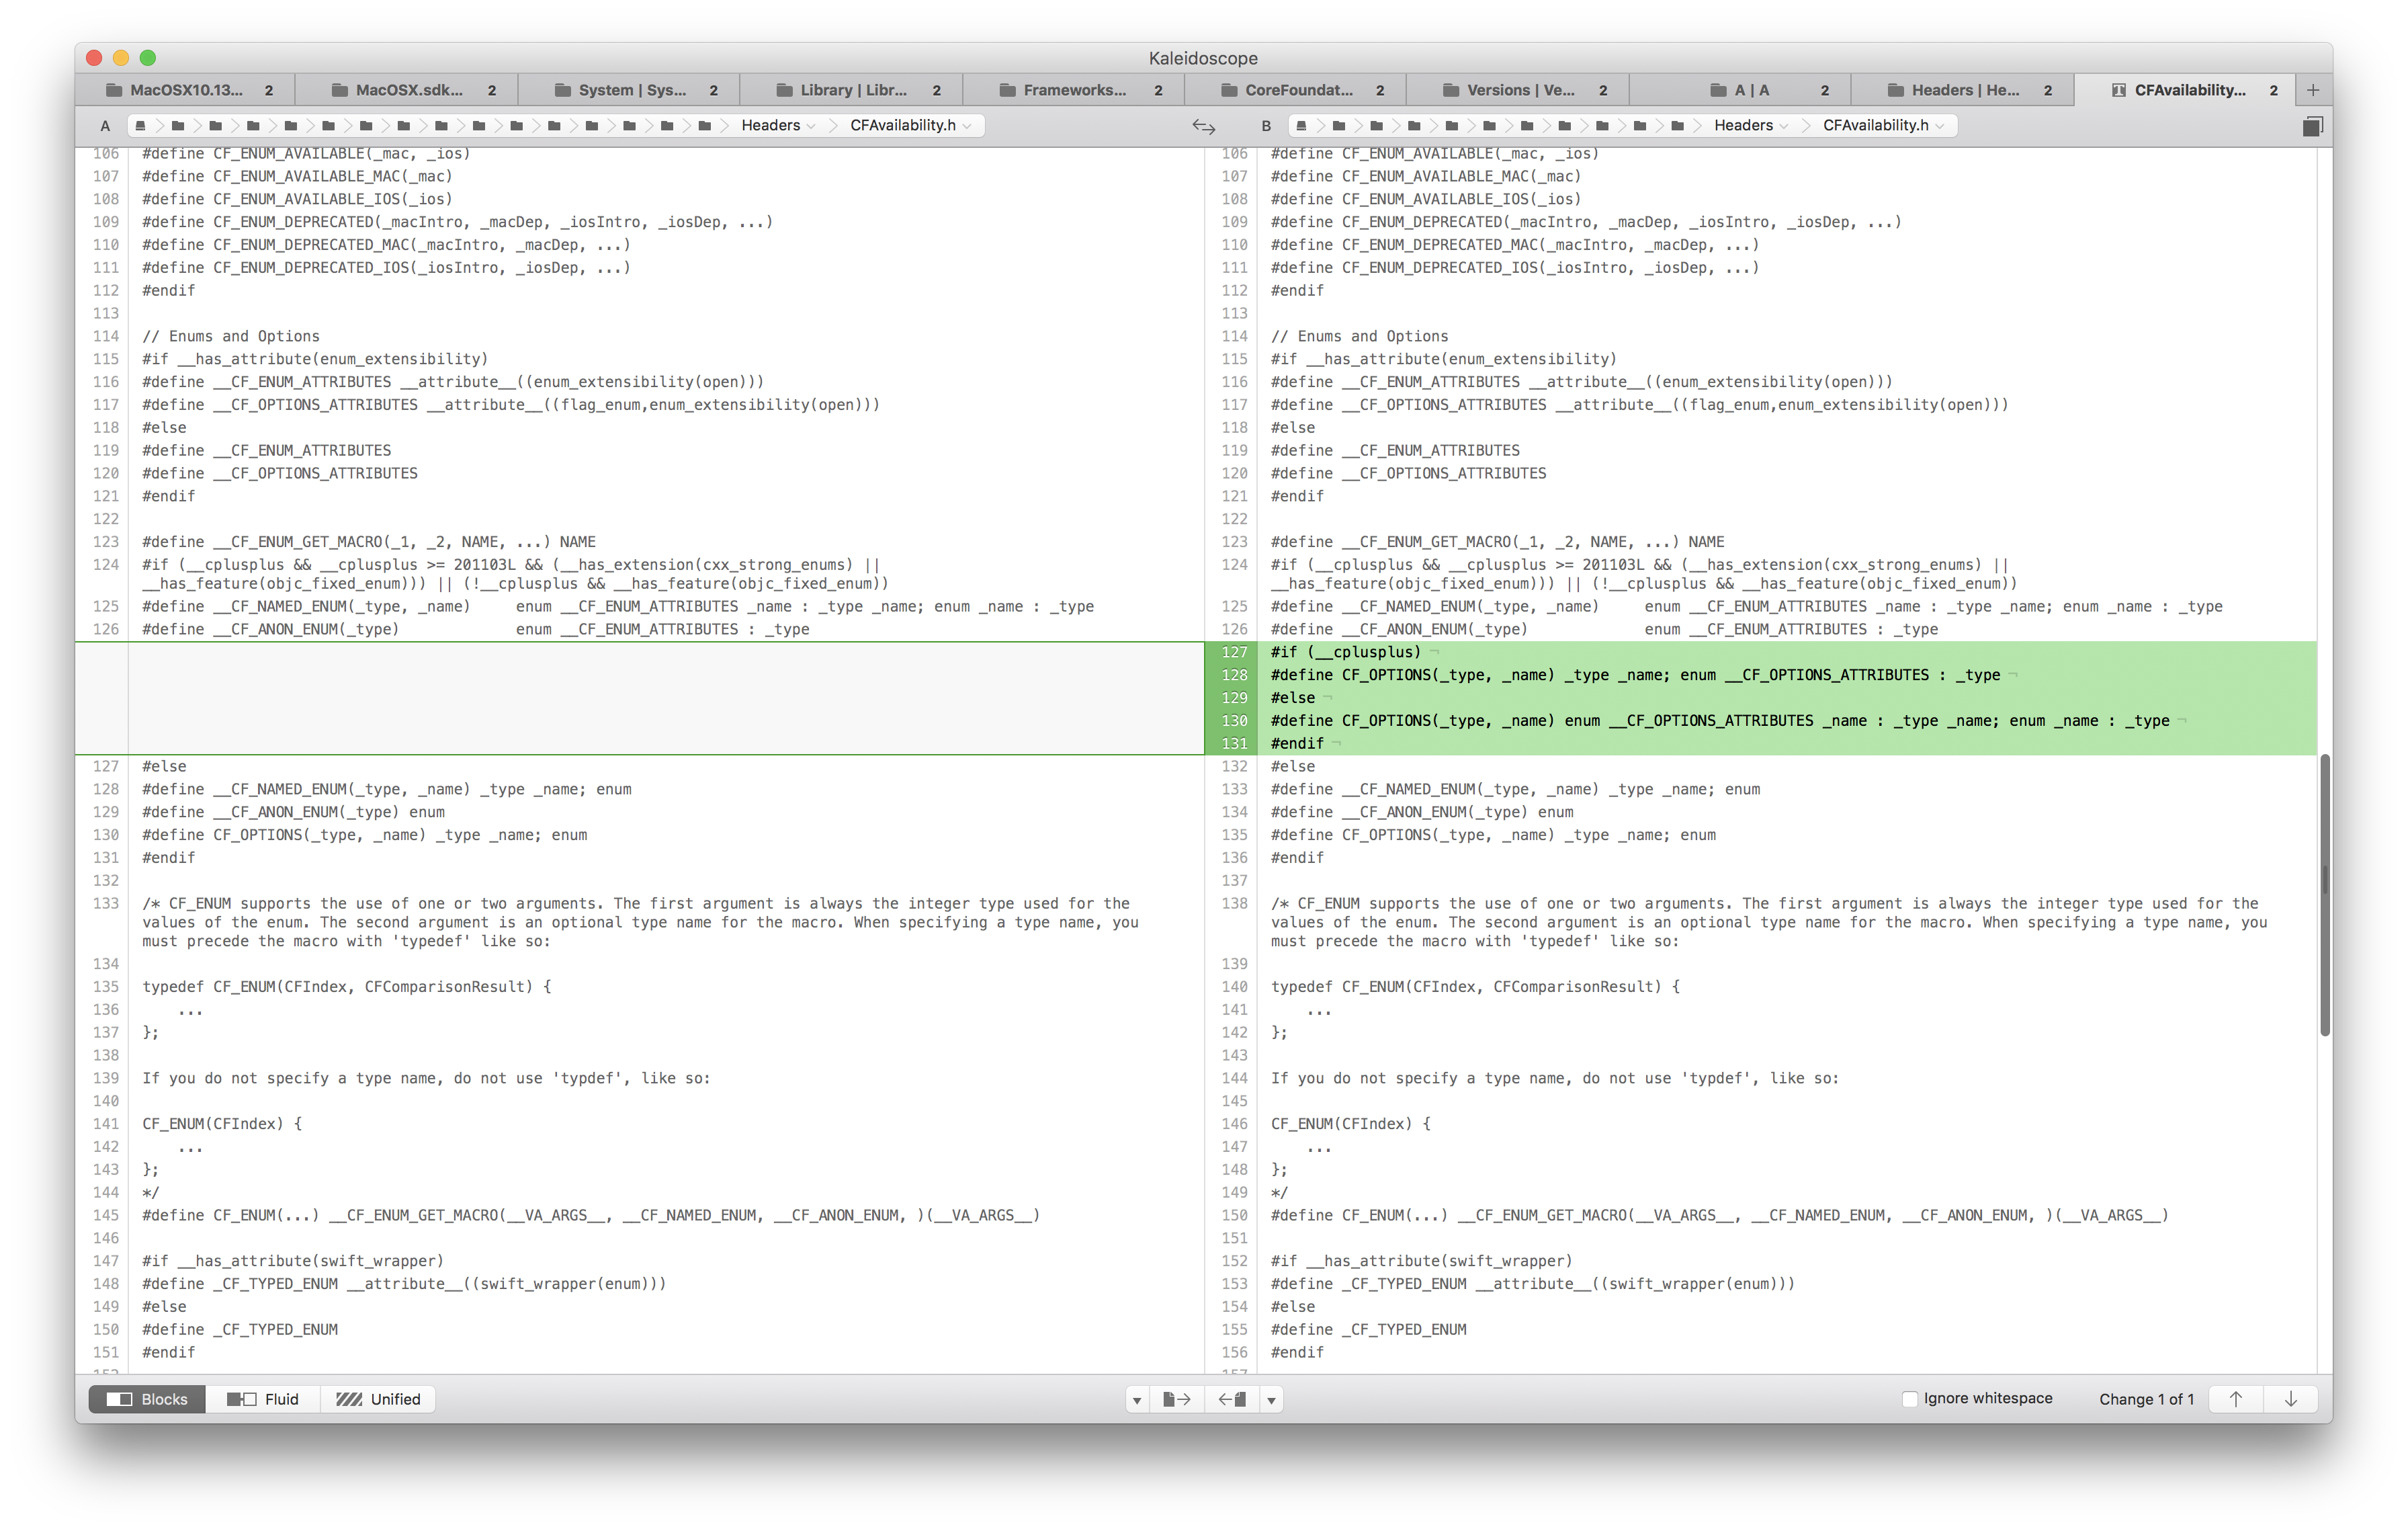 Kaleidoscope
MacOSX10.13... 2 MacOSX.sdk... 2 System | Sys... 2 Library | Libr... 2 Frameworks... 2 CoreFoundat... 2 Versions | Ve... 2 A | A 2 Headers | He... 2 CFAvailability... 2 +
A Headers CFAvailability.h
106 #define CF_ENUM_AVAILABLE(_mac, _ios)
107 #define CF_ENUM_AVAILABLE_MAC(_mac)
108 #define CF_ENUM_AVAILABLE_IOS(_ios)
109 #define CF_ENUM_DEPRECATED(_macIntro, _macDep, _iosIntro, _iosDep, ...)
110 #define CF_ENUM_DEPRECATED_MAC(_macIntro, _macDep, ...)
111 #define CF_ENUM_DEPRECATED_IOS(_iosIntro, _iosDep, ...)
112 #endif
113
114 // Enums and Options
115 #if __has_attribute(enum_extensibility)
116 #define __CF_ENUM_ATTRIBUTES __attribute__((enum_extensibility(open)))
117 #define __CF_OPTIONS_ATTRIBUTES __attribute__((flag_enum,enum_extensibility(open)))
118 #else
119 #define __CF_ENUM_ATTRIBUTES
120 #define __CF_OPTIONS_ATTRIBUTES
121 #endif
122
123 #define __CF_ENUM_GET_MACRO(_1, _2, NAME, ...) NAME
124 #if (__cplusplus && __cplusplus >= 201103L && (__has_extension(cxx_strong_enums) ||
__has_feature(objc_fixed_enum))) || (!__cplusplus && __has_feature(objc_fixed_enum))
125 #define __CF_NAMED_ENUM(_type, _name)     enum __CF_ENUM_ATTRIBUTES _name : _type _name; enum _name : _type
126 #define __CF_ANON_ENUM(_type)             enum __CF_ENUM_ATTRIBUTES : _type
127 #else
128 #define __CF_NAMED_ENUM(_type, _name) _type _name; enum
129 #define __CF_ANON_ENUM(_type) enum
130 #define CF_OPTIONS(_type, _name) _type _name; enum
131 #endif
132
133 /* CF_ENUM supports the use of one or two arguments. The first argument is always the integer type used for the
values of the enum. The second argument is an optional type name for the macro. When specifying a type name, you
must precede the macro with 'typedef' like so:
134
135 typedef CF_ENUM(CFIndex, CFComparisonResult) {
136     ...
137 };
138
139 If you do not specify a type name, do not use 'typdef', like so:
140
141 CF_ENUM(CFIndex) {
142     ...
143 };
144 */
145 #define CF_ENUM(...) __CF_ENUM_GET_MACRO(__VA_ARGS__, __CF_NAMED_ENUM, __CF_ANON_ENUM, )(__VA_ARGS__)
146
147 #if __has_attribute(swift_wrapper)
148 #define _CF_TYPED_ENUM __attribute__((swift_wrapper(enum)))
149 #else
150 #define _CF_TYPED_ENUM
151 #endif
B Headers CFAvailability.h
106 #define CF_ENUM_AVAILABLE(_mac, _ios)
107 #define CF_ENUM_AVAILABLE_MAC(_mac)
108 #define CF_ENUM_AVAILABLE_IOS(_ios)
109 #define CF_ENUM_DEPRECATED(_macIntro, _macDep, _iosIntro, _iosDep, ...)
110 #define CF_ENUM_DEPRECATED_MAC(_macIntro, _macDep, ...)
111 #define CF_ENUM_DEPRECATED_IOS(_iosIntro, _iosDep, ...)
112 #endif
113
114 // Enums and Options
115 #if __has_attribute(enum_extensibility)
116 #define __CF_ENUM_ATTRIBUTES __attribute__((enum_extensibility(open)))
117 #define __CF_OPTIONS_ATTRIBUTES __attribute__((flag_enum,enum_extensibility(open)))
118 #else
119 #define __CF_ENUM_ATTRIBUTES
120 #define __CF_OPTIONS_ATTRIBUTES
121 #endif
122
123 #define __CF_ENUM_GET_MACRO(_1, _2, NAME, ...) NAME
124 #if (__cplusplus && __cplusplus >= 201103L && (__has_extension(cxx_strong_enums) ||
__has_feature(objc_fixed_enum))) || (!__cplusplus && __has_feature(objc_fixed_enum))
125 #define __CF_NAMED_ENUM(_type, _name)     enum __CF_ENUM_ATTRIBUTES _name : _type _name; enum _name : _type
126 #define __CF_ANON_ENUM(_type)             enum __CF_ENUM_ATTRIBUTES : _type
127 #if (__cplusplus) ¬
128 #define CF_OPTIONS(_type, _name) _type _name; enum __CF_OPTIONS_ATTRIBUTES : _type ¬
129 #else ¬
130 #define CF_OPTIONS(_type, _name) enum __CF_OPTIONS_ATTRIBUTES _name : _type _name; enum _name : _type ¬
131 #endif ¬
132 #else
133 #define __CF_NAMED_ENUM(_type, _name) _type _name; enum
134 #define __CF_ANON_ENUM(_type) enum
135 #define CF_OPTIONS(_type, _name) _type _name; enum
136 #endif
137
138 /* CF_ENUM supports the use of one or two arguments. The first argument is always the integer type used for the
values of the enum. The second argument is an optional type name for the macro. When specifying a type name, you
must precede the macro with 'typedef' like so:
139
140 typedef CF_ENUM(CFIndex, CFComparisonResult) {
141     ...
142 };
143
144 If you do not specify a type name, do not use 'typdef', like so:
145
146 CF_ENUM(CFIndex) {
147     ...
148 };
149 */
150 #define CF_ENUM(...) __CF_ENUM_GET_MACRO(__VA_ARGS__, __CF_NAMED_ENUM, __CF_ANON_ENUM, )(__VA_ARGS__)
151
152 #if __has_attribute(swift_wrapper)
153 #define _CF_TYPED_ENUM __attribute__((swift_wrapper(enum)))
154 #else
155 #define _CF_TYPED_ENUM
156 #endif
Blocks Fluid Unified Ignore whitespace Change 1 of 1